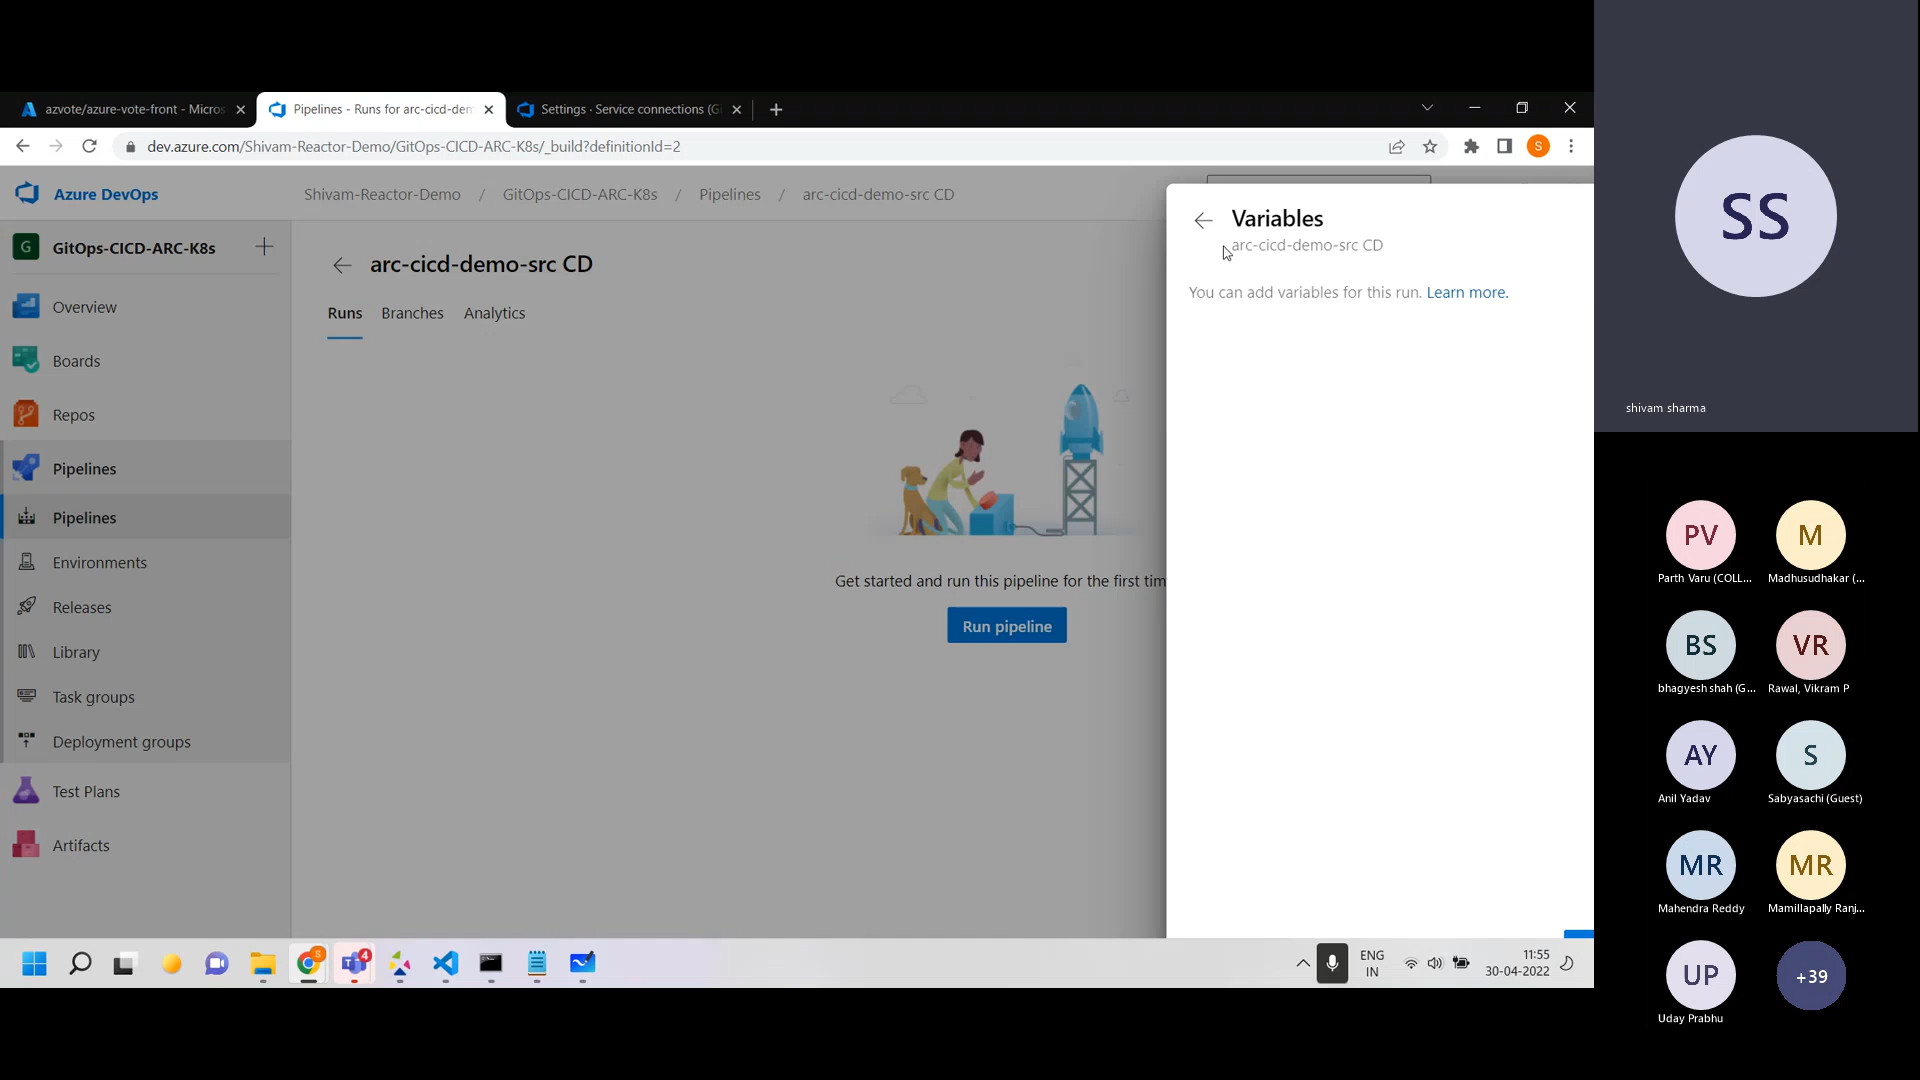 azvote/azure-vote-front - Micros
Pipelines - Runs for arc-cicd-dem
Settings · Service connections (Gi
dev.azure.com/Shivam-Reactor-Demo/GitOps-CICD-ARC-K8s/_build?definitionId=2
S
Azure DevOps
Shivam-Reactor-Demo / GitOps-CICD-ARC-K8s / Pipelines / arc-cicd-demo-src CD
G
GitOps-CICD-ARC-K8s
Overview
Boards
Repos
Pipelines
Pipelines
Environments
Releases
Library
Task groups
Deployment groups
Test Plans
Artifacts
arc-cicd-demo-src CD
Runs Branches Analytics
Get started and run this pipeline for the first tim
Run pipeline
Variables
arc-cicd-demo-src CD
You can add variables for this run. Learn more.
S
4
ENG
IN
11:55
30-04-2022
SS
shivam sharma
PV
Parth Varu (COLL...
M
Madhusudhakar (...
BS
bhagyesh shah (G...
VR
Rawal, Vikram P
AY
Anil Yadav
S
Sabyasachi (Guest)
MR
Mahendra Reddy
MR
Mamillapally Ranj...
UP
Uday Prabhu
+39